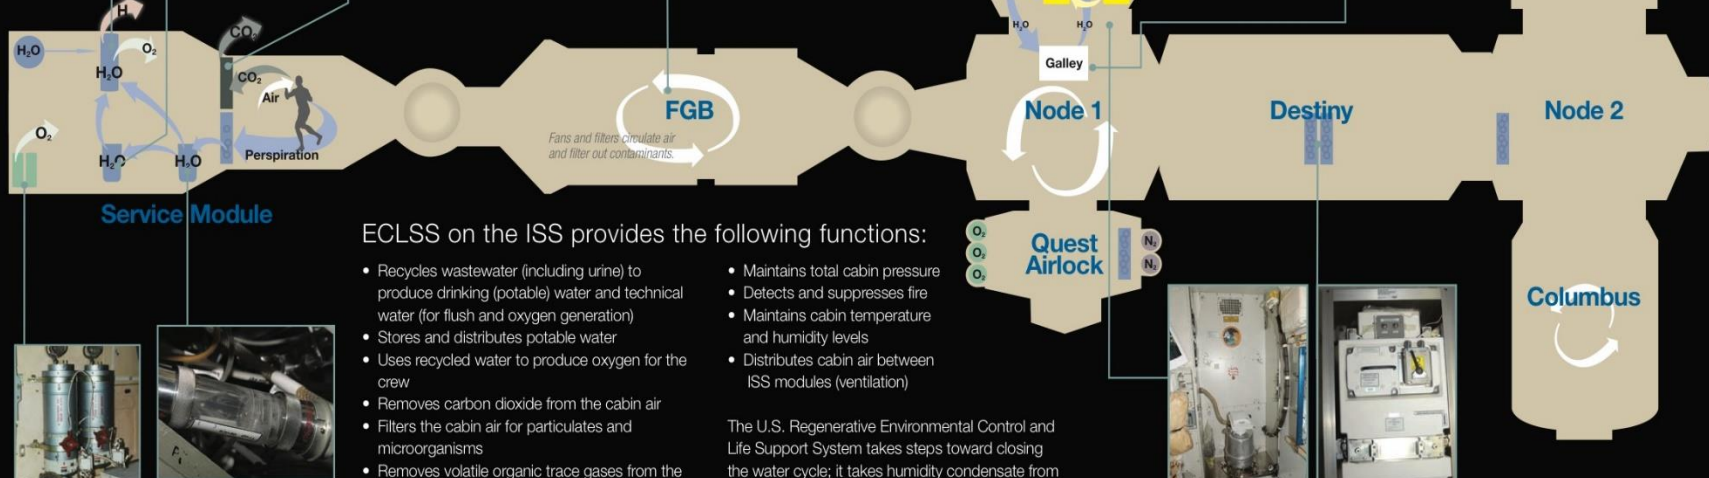 H
CO₂
H₂O
O₂
H₂O
CO₂
Air
O₂
H₂O
H₂O
Perspiration
Service Module
FGB
Fans and filters circulate air
and filter out contaminants.
H₂O
H₂O
Galley
Node 1
Destiny
Node 2
O₂
O₂
O₂
Quest
Airlock
N₂
N₂
Columbus
ECLSS on the ISS provides the following functions:
• Recycles wastewater (including urine) to
produce drinking (potable) water and technical
water (for flush and oxygen generation)
• Stores and distributes potable water
• Uses recycled water to produce oxygen for the
crew
• Removes carbon dioxide from the cabin air
• Filters the cabin air for particulates and
microorganisms
• Removes volatile organic trace gases from the
• Maintains total cabin pressure
• Detects and suppresses fire
• Maintains cabin temperature
and humidity levels
• Distributes cabin air between
ISS modules (ventilation)
The U.S. Regenerative Environmental Control and
Life Support System takes steps toward closing
the water cycle; it takes humidity condensate from